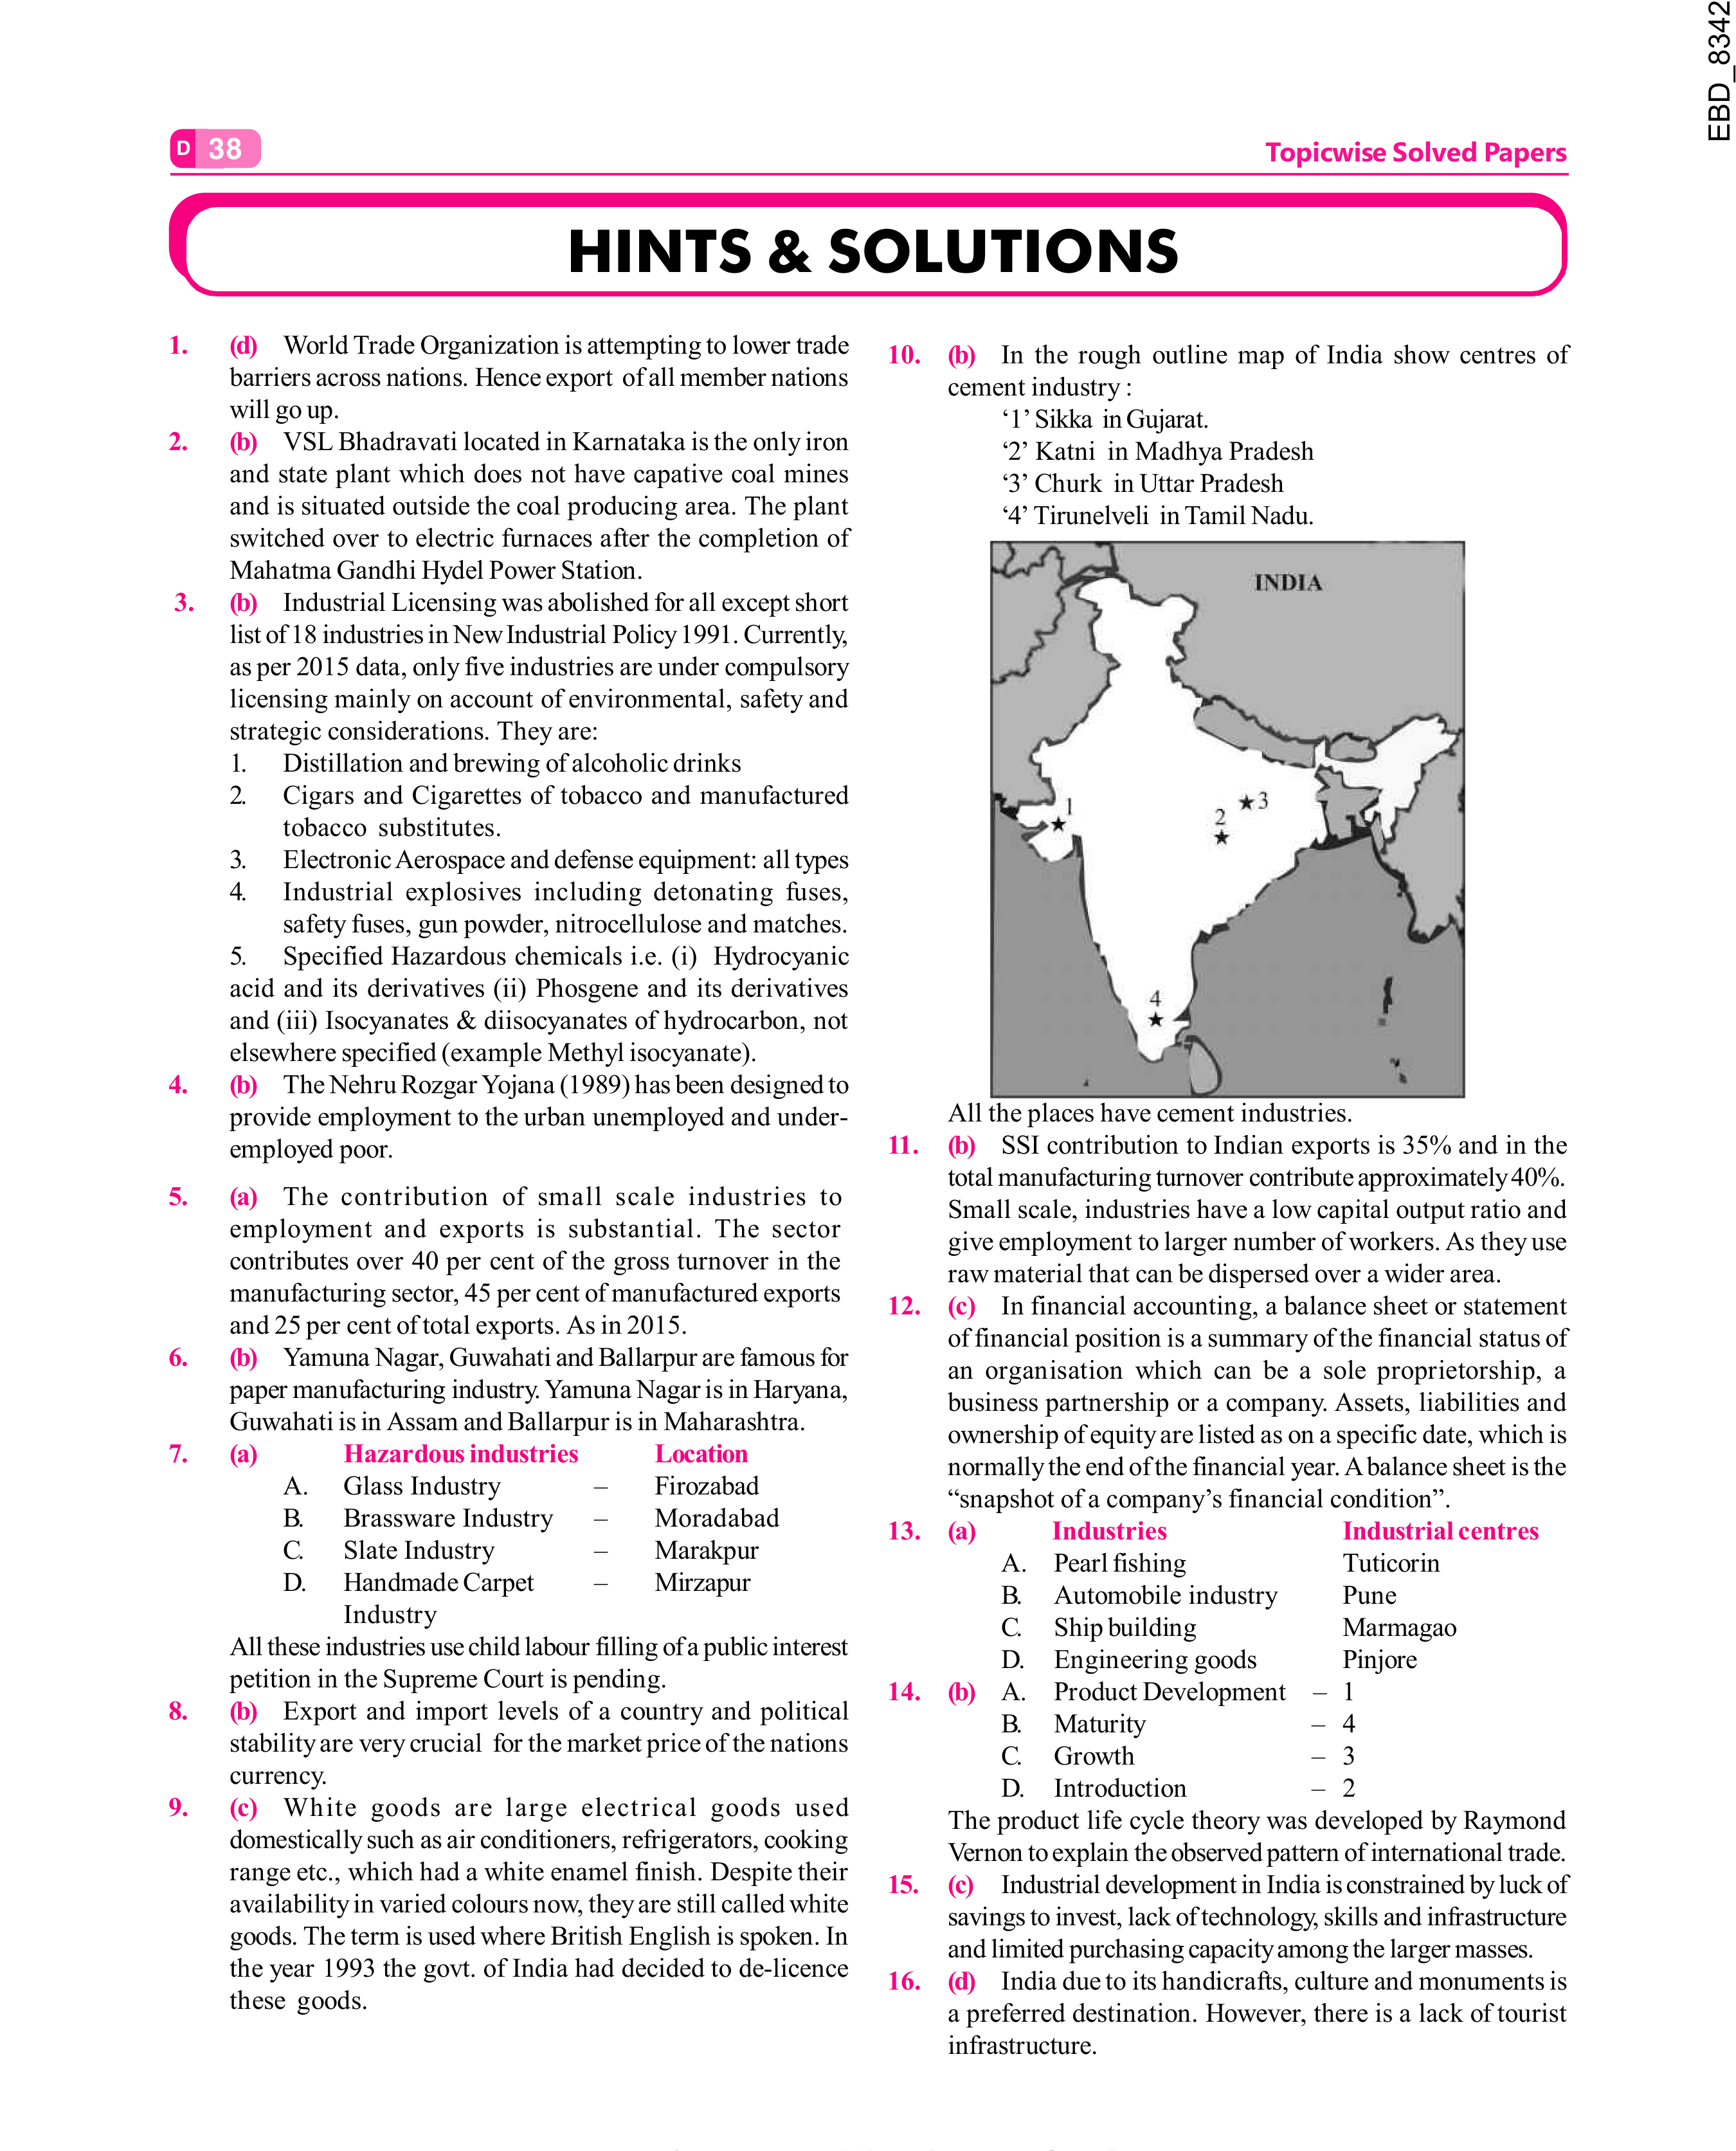 EBD_8342
D 38
Topicwise Solved Papers
HINTS & SOLUTIONS
1. (d) World Trade Organization is attempting to lower trade
barriers across nations. Hence export of all member nations
will go up.
2. (b) VSL Bhadravati located in Karnataka is the only iron
and state plant which does not have capative coal mines
and is situated outside the coal producing area. The plant
switched over to electric furnaces after the completion of
Mahatma Gandhi Hydel Power Station.
3. (b) Industrial Licensing was abolished for all except short
list of 18 industries in New Industrial Policy 1991. Currently,
as per 2015 data, only five industries are under compulsory
licensing mainly on account of environmental, safety and
strategic considerations. They are:
1. Distillation and brewing of alcoholic drinks
2. Cigars and Cigarettes of tobacco and manufactured
tobacco substitutes.
3. Electronic Aerospace and defense equipment: all types
4. Industrial explosives including detonating fuses,
safety fuses, gun powder, nitrocellulose and matches.
5. Specified Hazardous chemicals i.e. (i) Hydrocyanic
acid and its derivatives (ii) Phosgene and its derivatives
and (iii) Isocyanates & diisocyanates of hydrocarbon, not
elsewhere specified (example Methyl isocyanate).
4. (b) The Nehru Rozgar Yojana (1989) has been designed to
provide employment to the urban unemployed and under-
employed poor.
5. (a) The contribution of small scale industries to
employment and exports is substantial. The sector
contributes over 40 per cent of the gross turnover in the
manufacturing sector, 45 per cent of manufactured exports
and 25 per cent of total exports. As in 2015.
6. (b) Yamuna Nagar, Guwahati and Ballarpur are famous for
paper manufacturing industry. Yamuna Nagar is in Haryana,
Guwahati is in Assam and Ballarpur is in Maharashtra.
7. (a) Hazardous industries Location
A. Glass Industry – Firozabad
B. Brassware Industry – Moradabad
C. Slate Industry – Marakpur
D. Handmade Carpet – Mirzapur
Industry
All these industries use child labour filling of a public interest
petition in the Supreme Court is pending.
8. (b) Export and import levels of a country and political
stability are very crucial for the market price of the nations
currency.
9. (c) White goods are large electrical goods used
domestically such as air conditioners, refrigerators, cooking
range etc., which had a white enamel finish. Despite their
availability in varied colours now, they are still called white
goods. The term is used where British English is spoken. In
the year 1993 the govt. of India had decided to de-licence
these goods.
10. (b) In the rough outline map of India show centres of
cement industry :
‘1’ Sikka in Gujarat.
‘2’ Katni in Madhya Pradesh
‘3’ Churk in Uttar Pradesh
‘4’ Tirunelveli in Tamil Nadu.
INDIA
1
2
3
4
All the places have cement industries.
11. (b) SSI contribution to Indian exports is 35% and in the
total manufacturing turnover contribute approximately 40%.
Small scale, industries have a low capital output ratio and
give employment to larger number of workers. As they use
raw material that can be dispersed over a wider area.
12. (c) In financial accounting, a balance sheet or statement
of financial position is a summary of the financial status of
an organisation which can be a sole proprietorship, a
business partnership or a company. Assets, liabilities and
ownership of equity are listed as on a specific date, which is
normally the end of the financial year. A balance sheet is the
“snapshot of a company’s financial condition”.
13. (a) Industries Industrial centres
A. Pearl fishing Tuticorin
B. Automobile industry Pune
C. Ship building Marmagao
D. Engineering goods Pinjore
14. (b) A. Product Development – 1
B. Maturity – 4
C. Growth – 3
D. Introduction – 2
The product life cycle theory was developed by Raymond
Vernon to explain the observed pattern of international trade.
15. (c) Industrial development in India is constrained by luck of
savings to invest, lack of technology, skills and infrastructure
and limited purchasing capacity among the larger masses.
16. (d) India due to its handicrafts, culture and monuments is
a preferred destination. However, there is a lack of tourist
infrastructure.